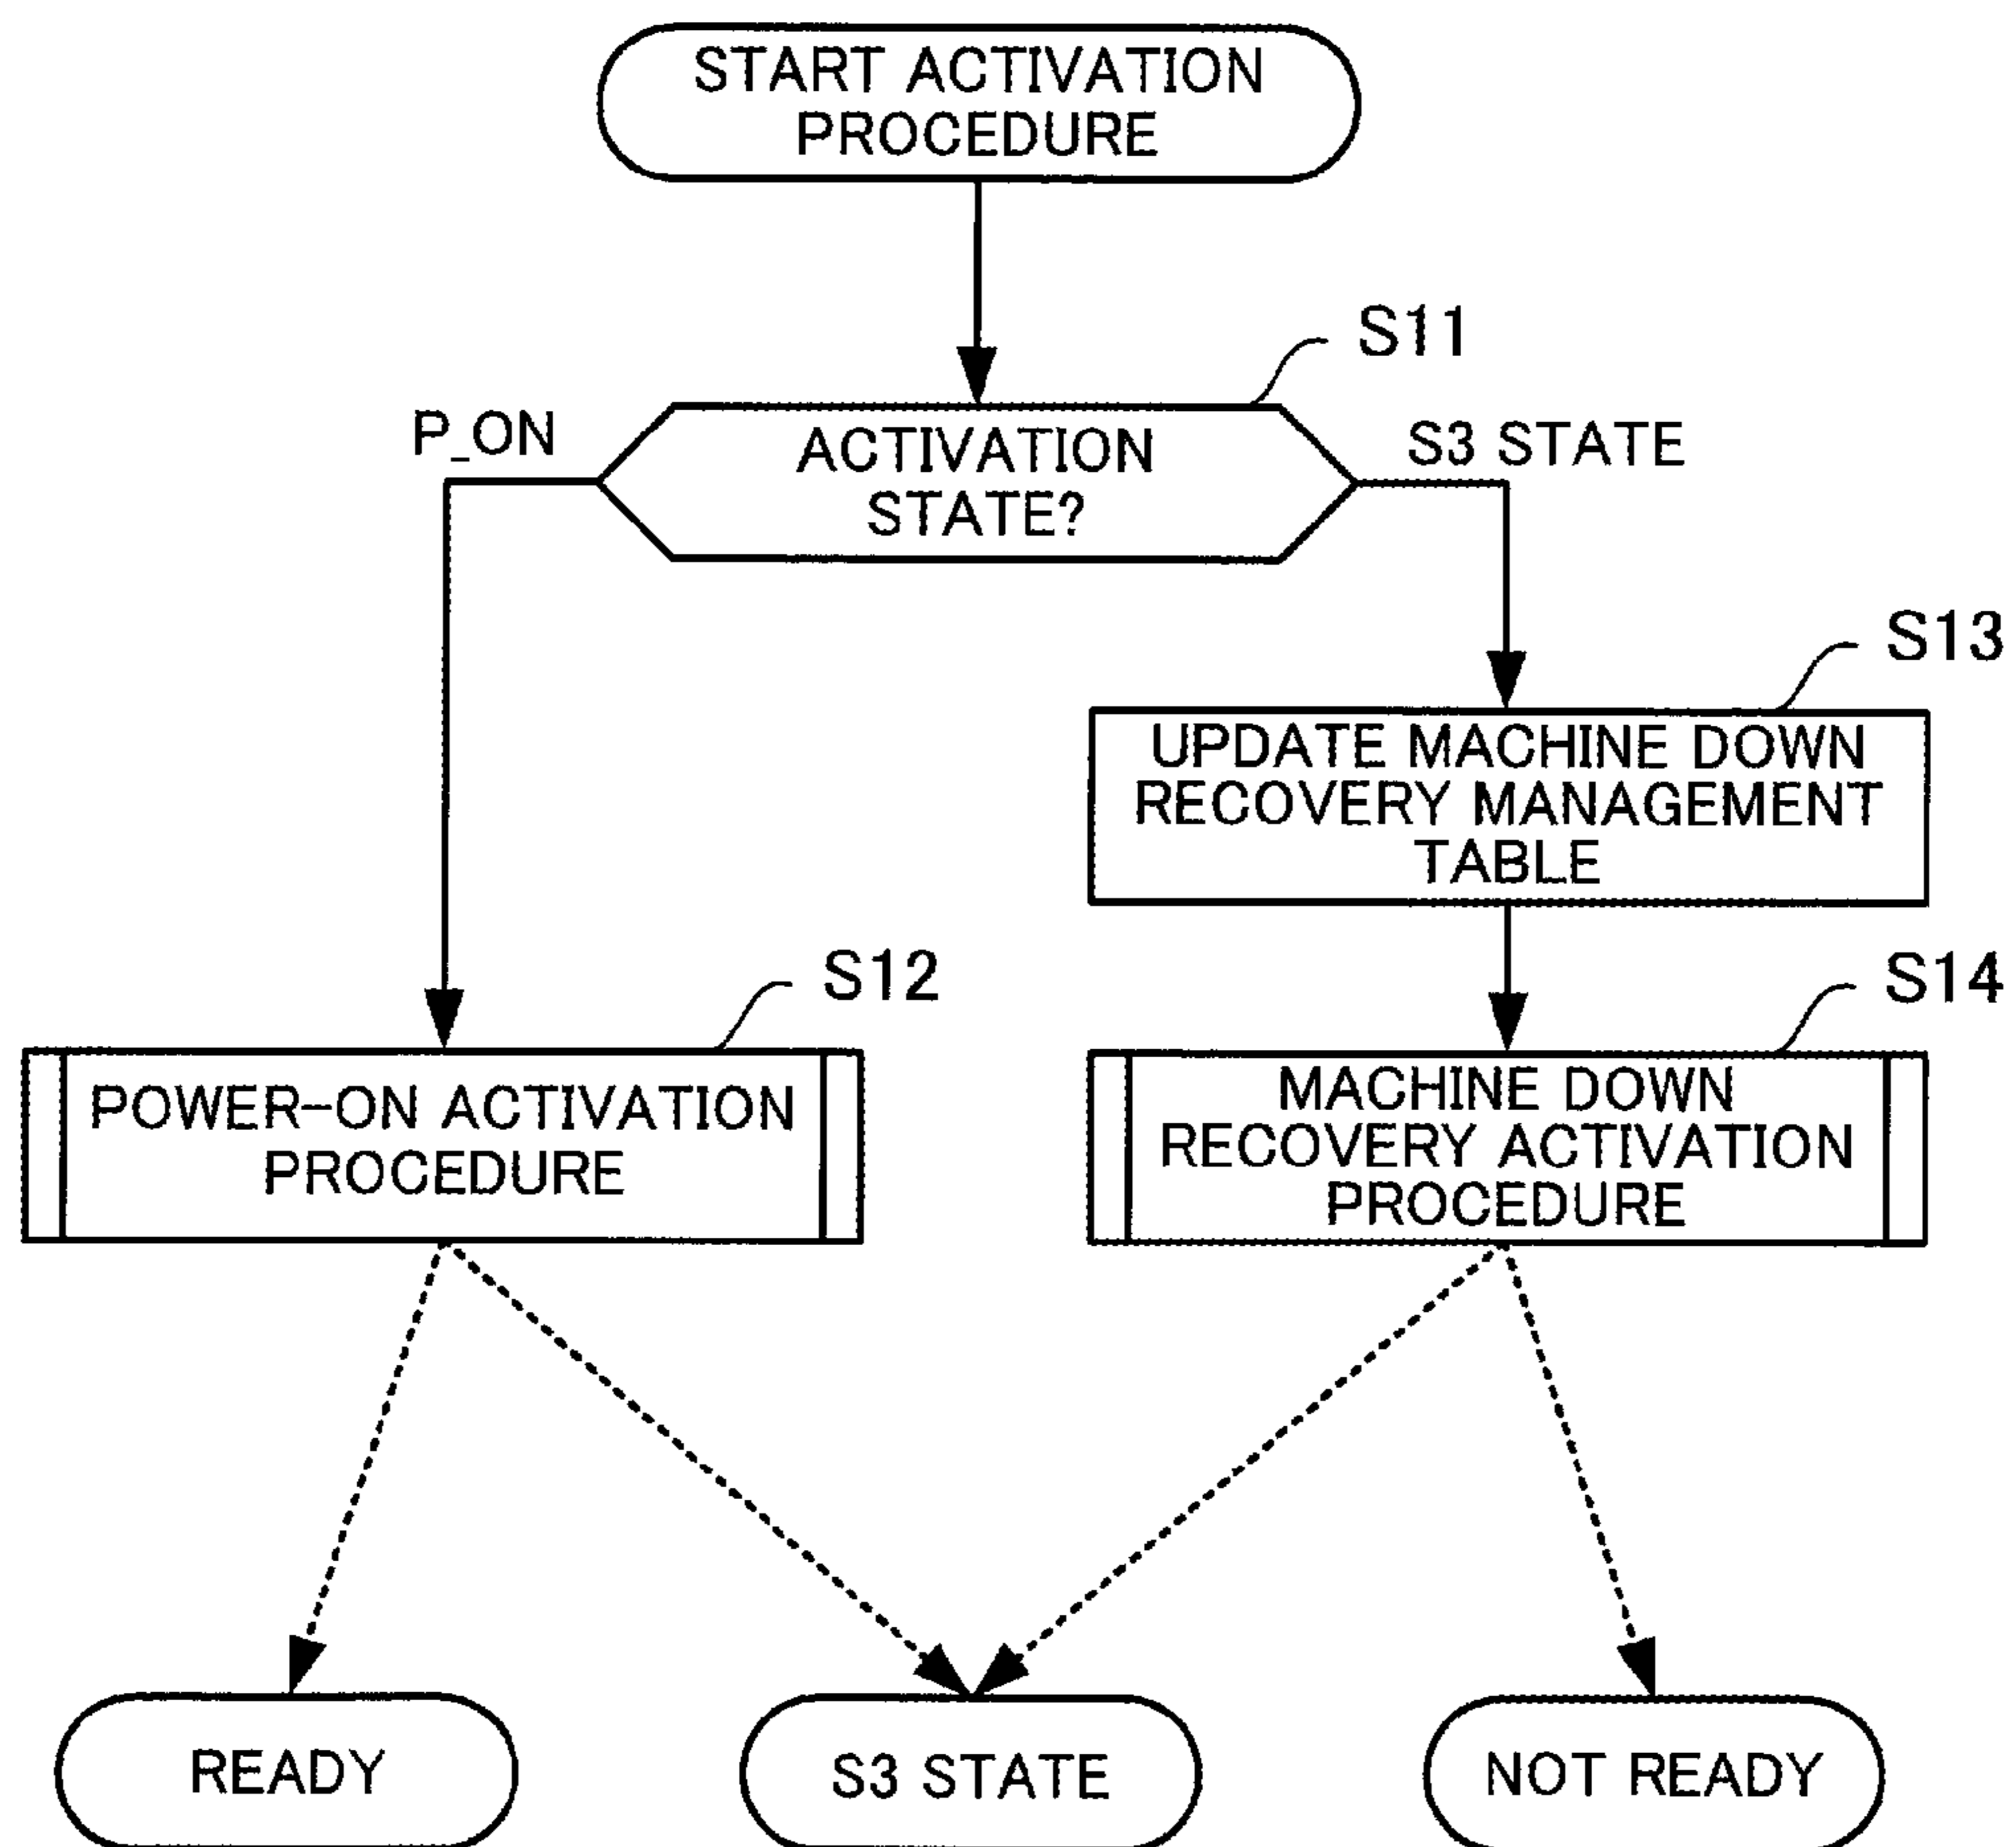 START ACTIVATION
PROCEDURE
S11
P_ON
ACTIVATION
STATE?
S3 STATE
S13
UPDATE MACHINE DOWN
RECOVERY MANAGEMENT
TABLE
S12
S14
POWER-ON ACTIVATION
PROCEDURE
MACHINE DOWN
RECOVERY ACTIVATION
PROCEDURE
READY
S3 STATE
NOT READY